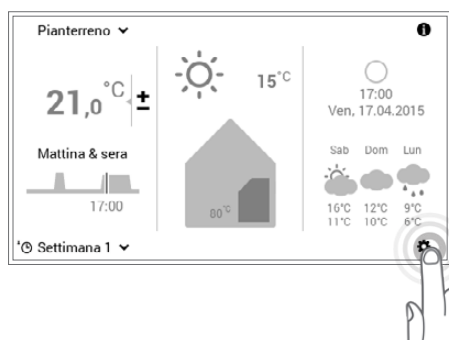 Pianterreno
21,0 °C ±
Mattina & sera
17:00
Settimana 1
15°C
80°C
17:00
Ven, 17.04.2015
Sab Dom Lun
16°C 12°C 9°C
11°C 10°C 6°C